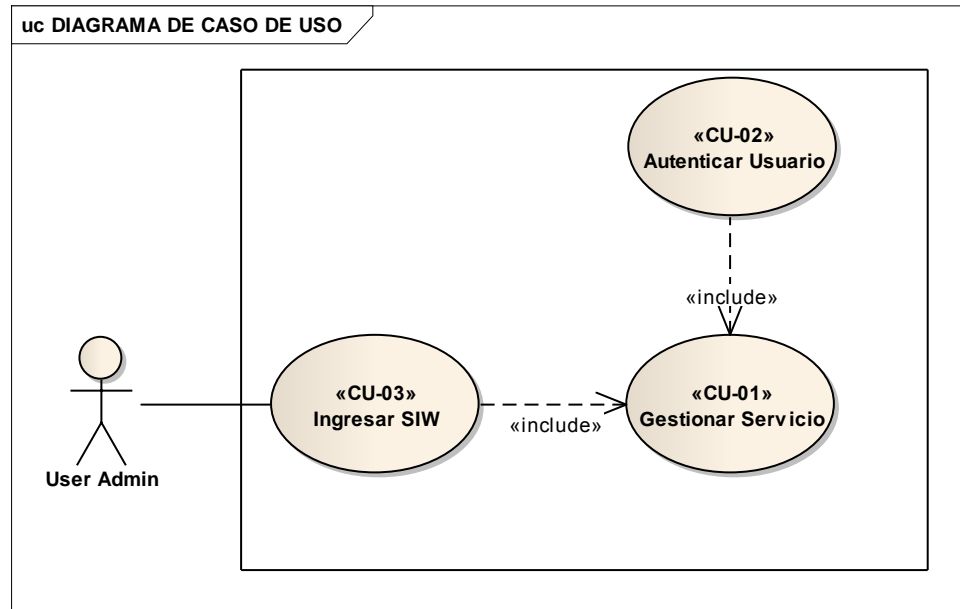 uc DIAGRAMA DE CASO DE USO
«CU-02»
Autenticar Usuario
«include»
«CU-03»
Ingresar SIW
«include»
«CU-01»
Gestionar Servicio
User Admin